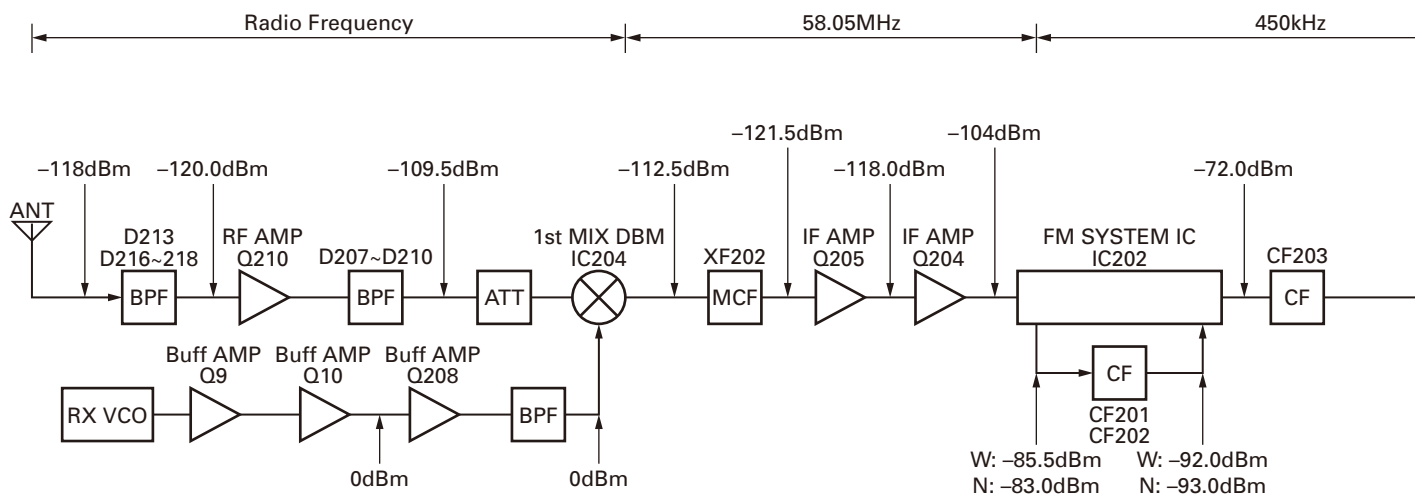 Radio Frequency
58.05MHz
450kHz
–121.5dBm
–104dBm
–118dBm
–120.0dBm
–109.5dBm
–112.5dBm
–118.0dBm
–72.0dBm
ANT
D213
D216~218
BPF
RF AMP
Q210
D207~D210
BPF
ATT
1st MIX DBM
IC204
XF202
MCF
IF AMP
Q205
IF AMP
Q204
FM SYSTEM IC
IC202
CF203
CF
Buff AMP
Q9
Buff AMP
Q10
Buff AMP
Q208
RX VCO
BPF
CF
CF201
CF202
0dBm
0dBm
W: –85.5dBm
N: –83.0dBm
W: –92.0dBm
N: –93.0dBm